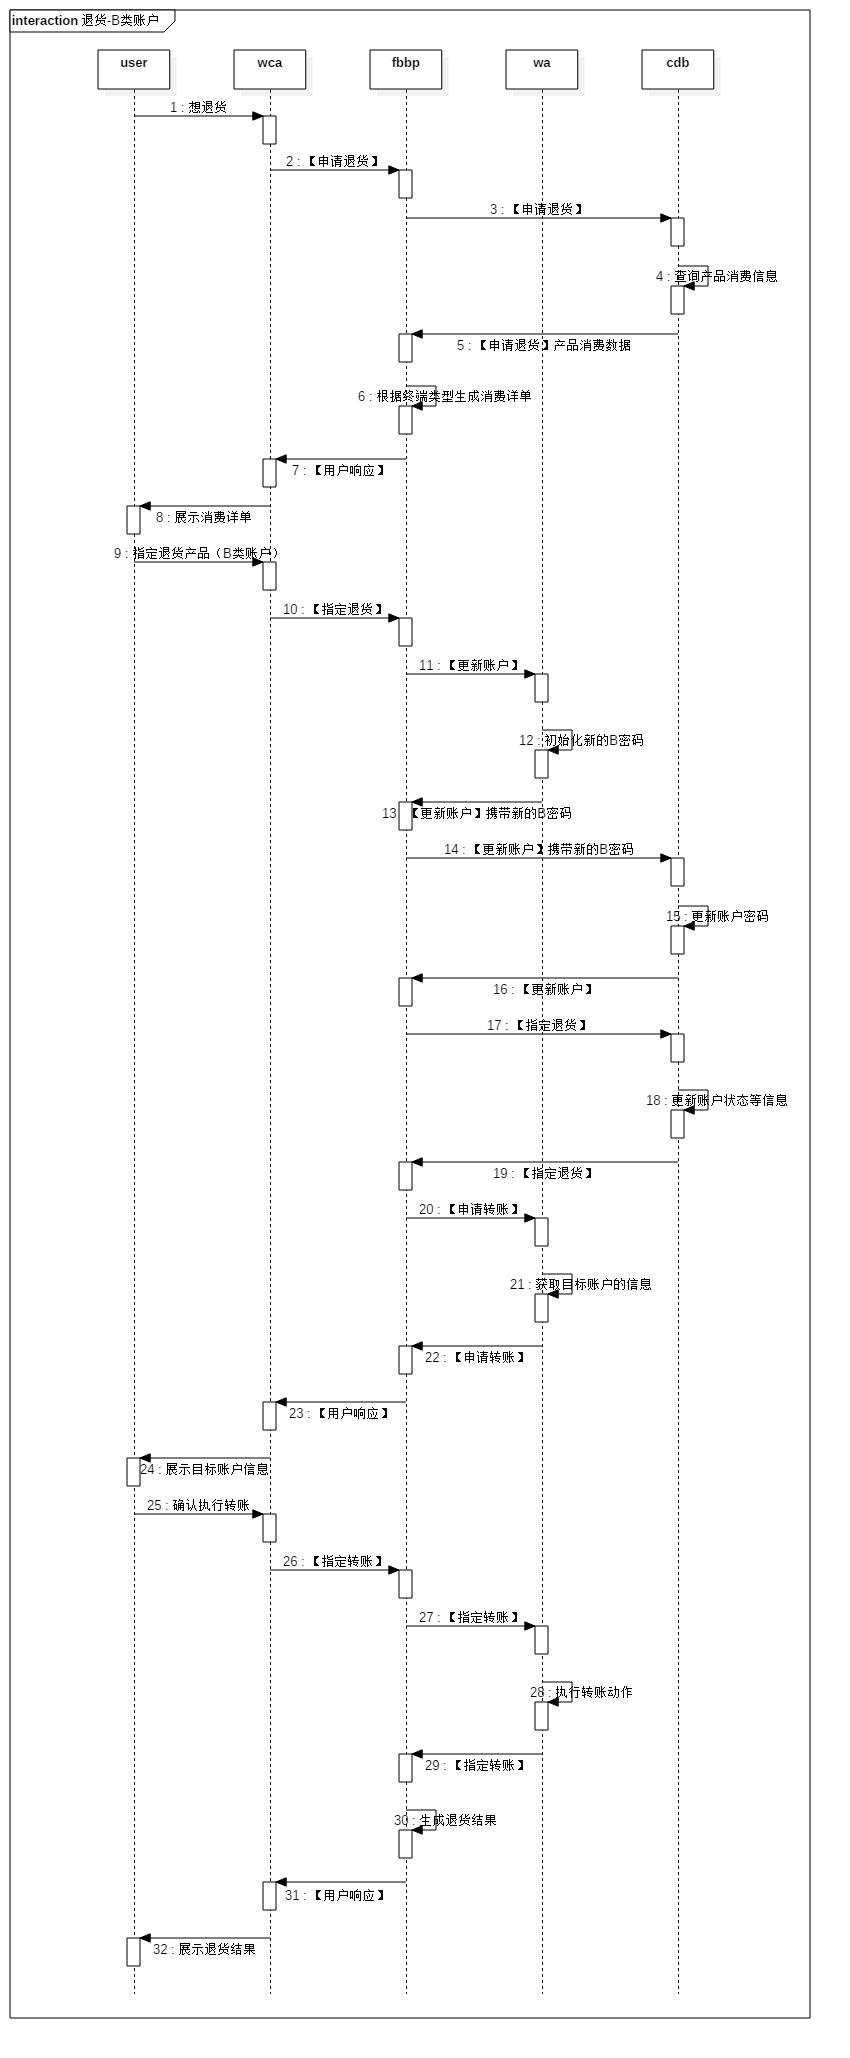 interaction 退货-B类账户
user
wca
fbbp
wa
cdb
1 : 想退货
2 : 【申请退货】
3 : 【申请退货】
4 : 查询产品消费信息
5 : 【申请退货】产品消费数据
6 : 根据终端类型生成消费详单
7 : 【用户响应】
8 : 展示消费详单
9 : 指定退货产品（B类账户）
10 : 【指定退货】
11 : 【更新账户】
12 : 初始化新的B密码
13 : 【更新账户】携带新的B密码
14 : 【更新账户】携带新的B密码
15 : 更新账户密码
16 : 【更新账户】
17 : 【指定退货】
18 : 更新账户状态等信息
19 : 【指定退货】
20 : 【申请转账】
21 : 获取目标账户的信息
22 : 【申请转账】
23 : 【用户响应】
24 : 展示目标账户信息
25 : 确认执行转账
26 : 【指定转账】
27 : 【指定转账】
28 : 执行转账动作
29 : 【指定转账】
30 : 生成退货结果
31 : 【用户响应】
32 : 展示退货结果